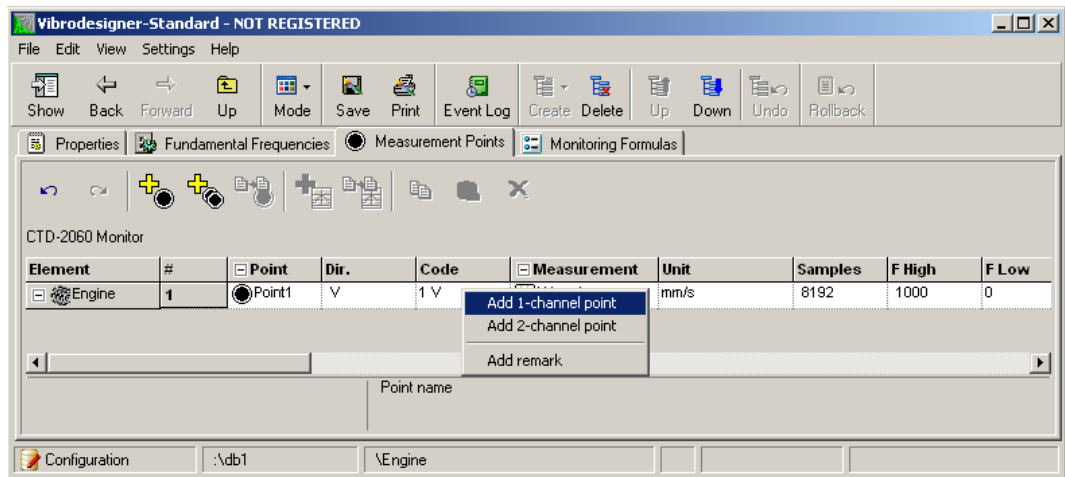 Vibrodesigner-Standard - NOT REGISTERED
File Edit View Settings Help
Show Back Forward Up Mode Save Print Event Log Create Delete Up Down Undo Rollback
Properties Fundamental Frequencies Measurement Points Monitoring Formulas
CTD-2060 Monitor
Element # Point Dir. Code Measurement Unit Samples F High F Low
Engine 1 Point1 V 1 V mm/s 8192 1000 0
Add 1-channel point
Add 2-channel point
Add remark
Point name
Configuration :\db1 \Engine